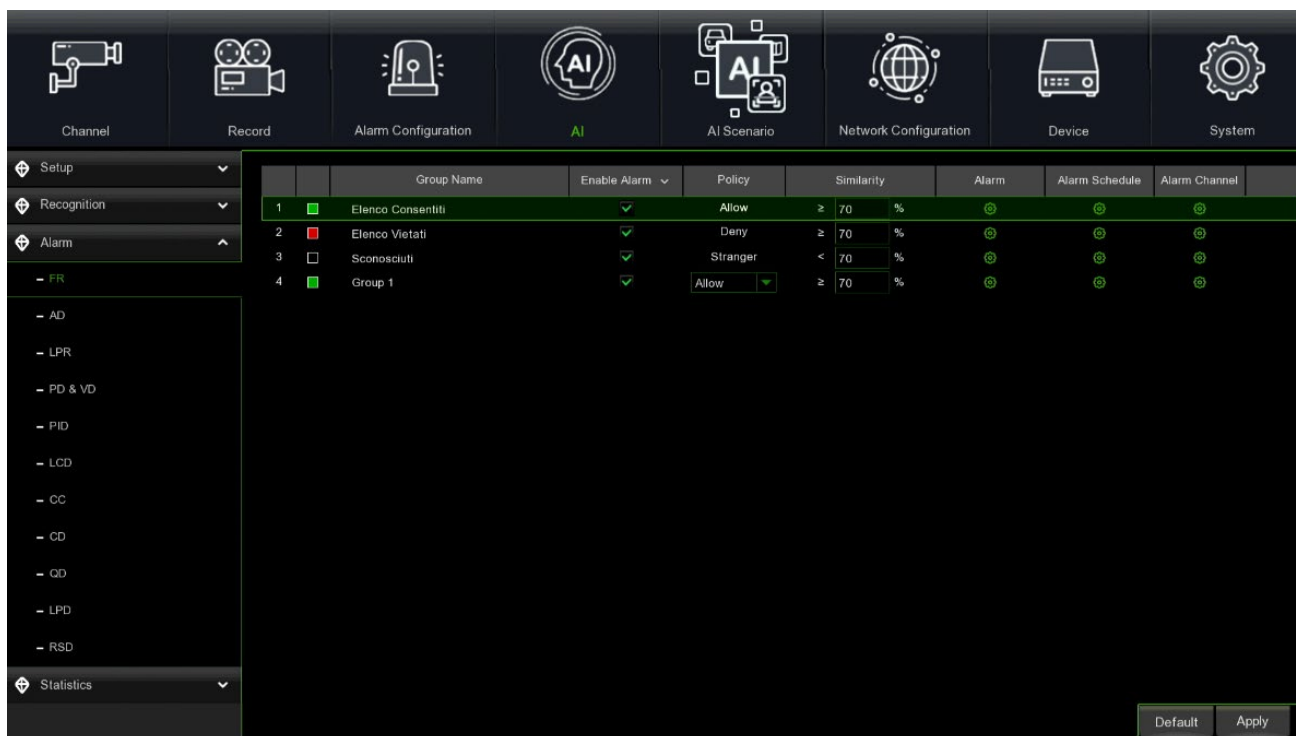 Channel Record Alarm Configuration AI AI Scenario Network Configuration Device System
Setup
Recognition
Alarm
FR
AD
LPR
PD & VD
PID
LCD
CC
CD
QD
LPD
RSD
Statistics
Group Name Enable Alarm Policy Similarity Alarm Alarm Schedule Alarm Channel
1 Elenco Consentiti Allow ≥ 70 %
2 Elenco Vietati Deny ≥ 70 %
3 Sconosciuti Stranger < 70 %
4 Group 1 Allow ≥ 70 %
Default Apply